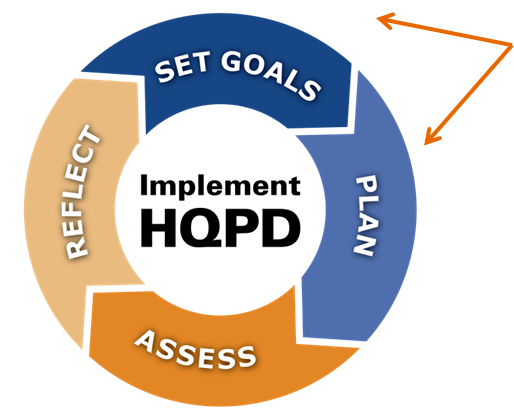 SET GOALS
PLAN
ASSESS
REFLECT
Implement
HQPD